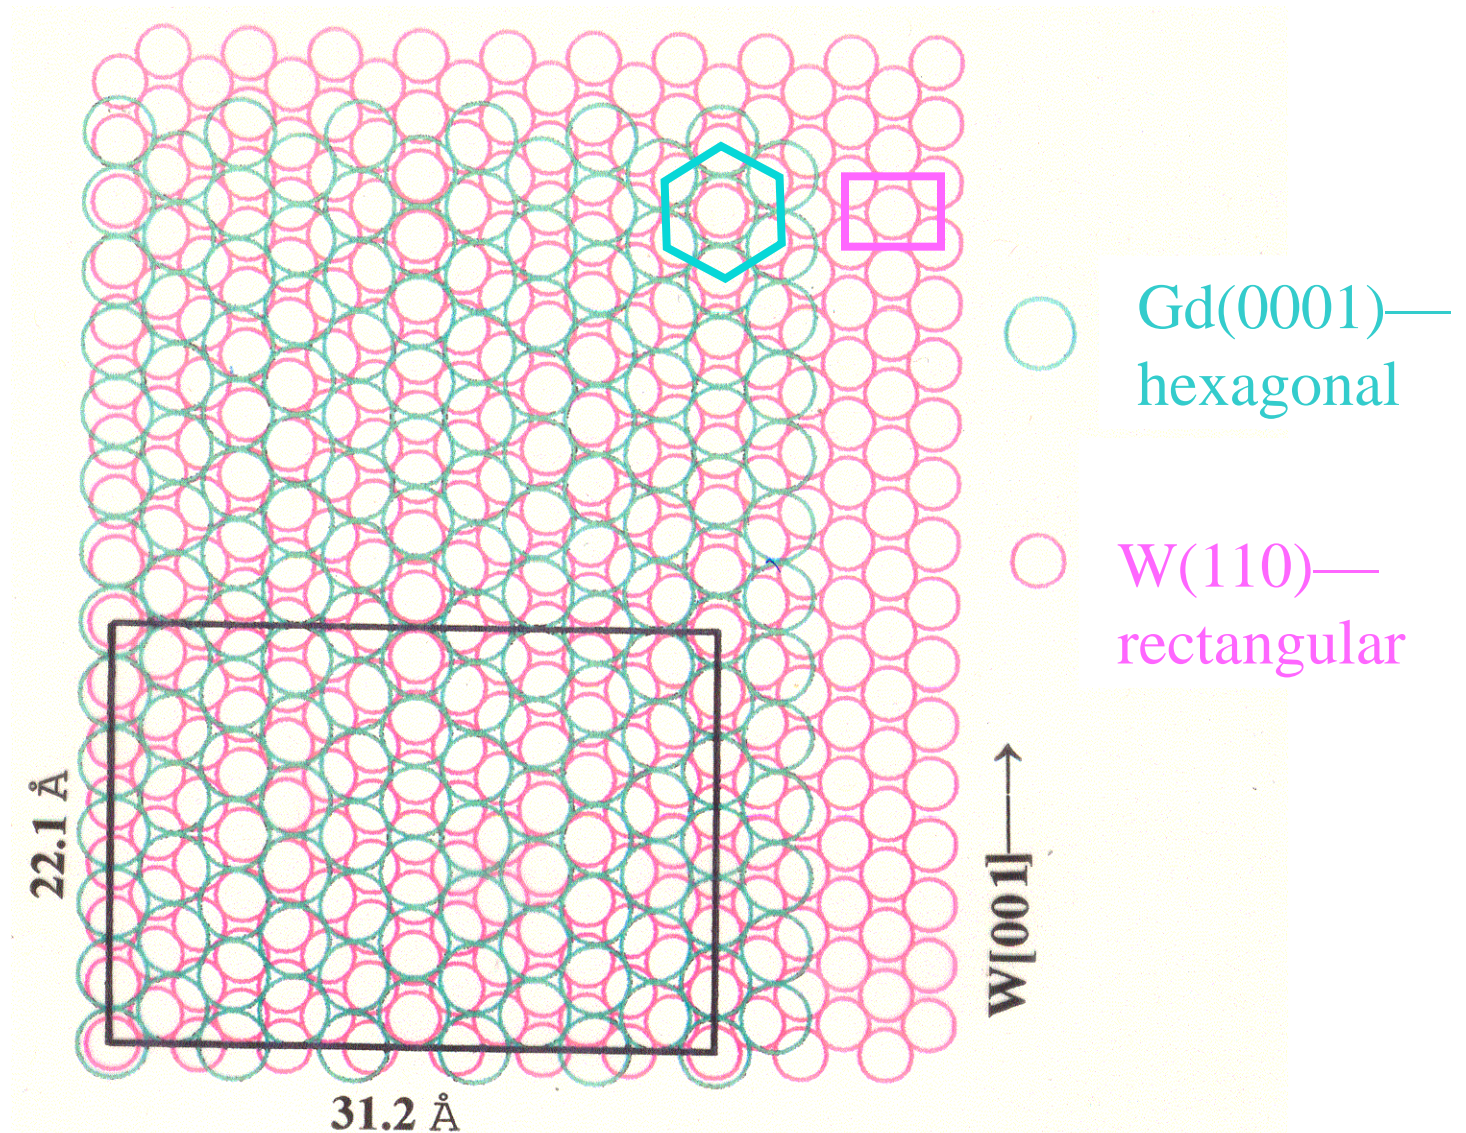 Gd(0001)—
hexagonal
W(110)—
rectangular
22.1 Å
W[001]
31.2 Å